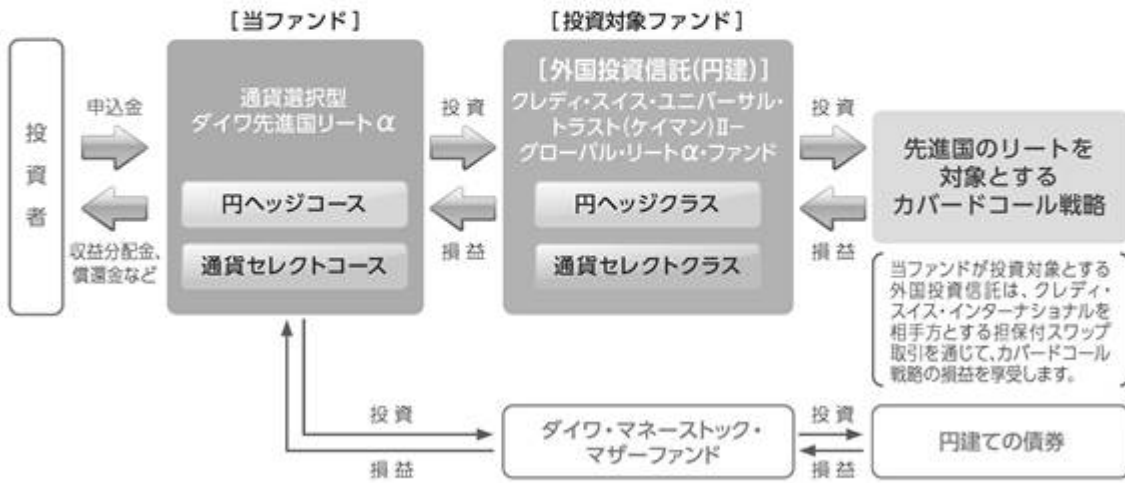 [当ファンド]
[投資対象ファンド]
投資者
申込金
収益分配金、
償還金など
通貨選択型
ダイワ先進国リートα
円ヘッジコース
通貨セレクトコース
投資
損益
[外国投資信託(円建)]
クレディ・スイス・ユニバーサル・
トラスト(ケイマン)Ⅱ−
グローバル・リートα・ファンド
円ヘッジクラス
通貨セレクトクラス
投資
損益
先進国のリートを
対象とする
カバードコール戦略
当ファンドが投資対象とする
外国投資信託は、クレディ・
スイス・インターナショナルを
相手方とする担保付スワップ
取引を通じて、カバードコール
戦略の損益を享受します。
投資
損益
ダイワ・マネーストック・
マザーファンド
投資
損益
円建ての債券